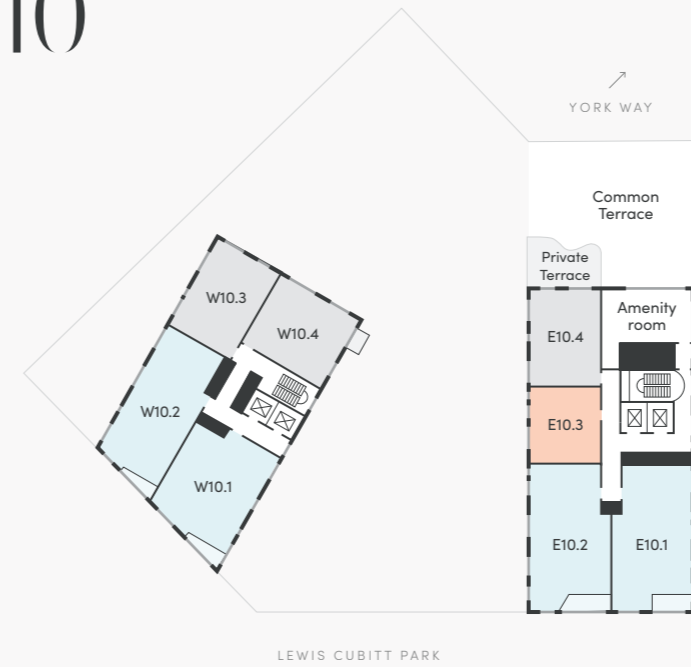 10
YORK WAY
Common
Terrace
Private
Terrace
Amenity
room
W10.3
W10.4
E10.4
W10.2
E10.3
W10.1
E10.2
E10.1
LEWIS CUBITT PARK